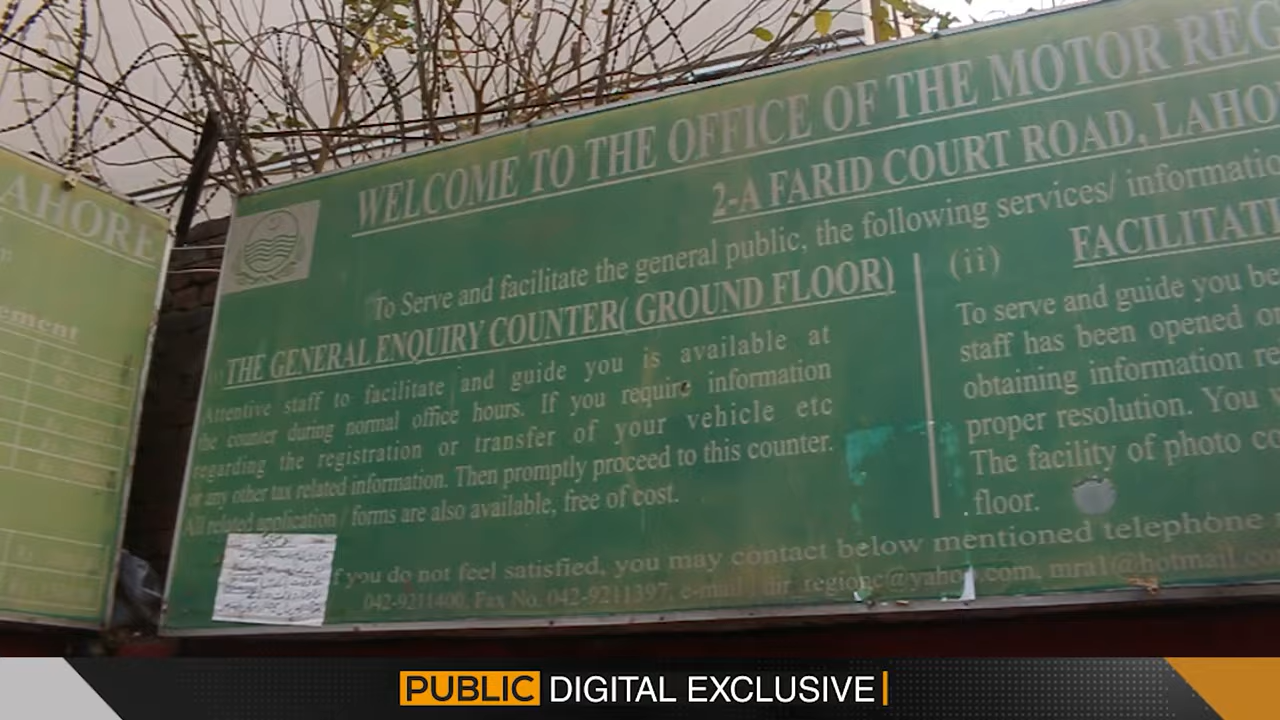 AHORE
ement
WELCOME TO THE OFFICE OF THE MOTOR REG
2-A FARID COURT ROAD, LAHO
To Serve and facilitate the general public, the following services/ informatio
THE GENERAL ENQUIRY COUNTER( GROUND FLOOR)
Attentive staff to facilitate and guide you is available at
the counter during normal office hours. If you require information
regarding the registration or transfer of your vehicle etc
or any other tax related information. Then promptly proceed to this counter.
All related application / forms are also available, free of cost.
(ii) FACILITATI
To serve and guide you be
staff has been opened o
obtaining information re
proper resolution. You
The facility of photo co
floor.
f you do not feel satisfied, you may contact below mentioned telephone
042-9211400, Fax No. 042-9211397, e-mail mra1@hotmail.co
PUBLIC DIGITAL EXCLUSIVE